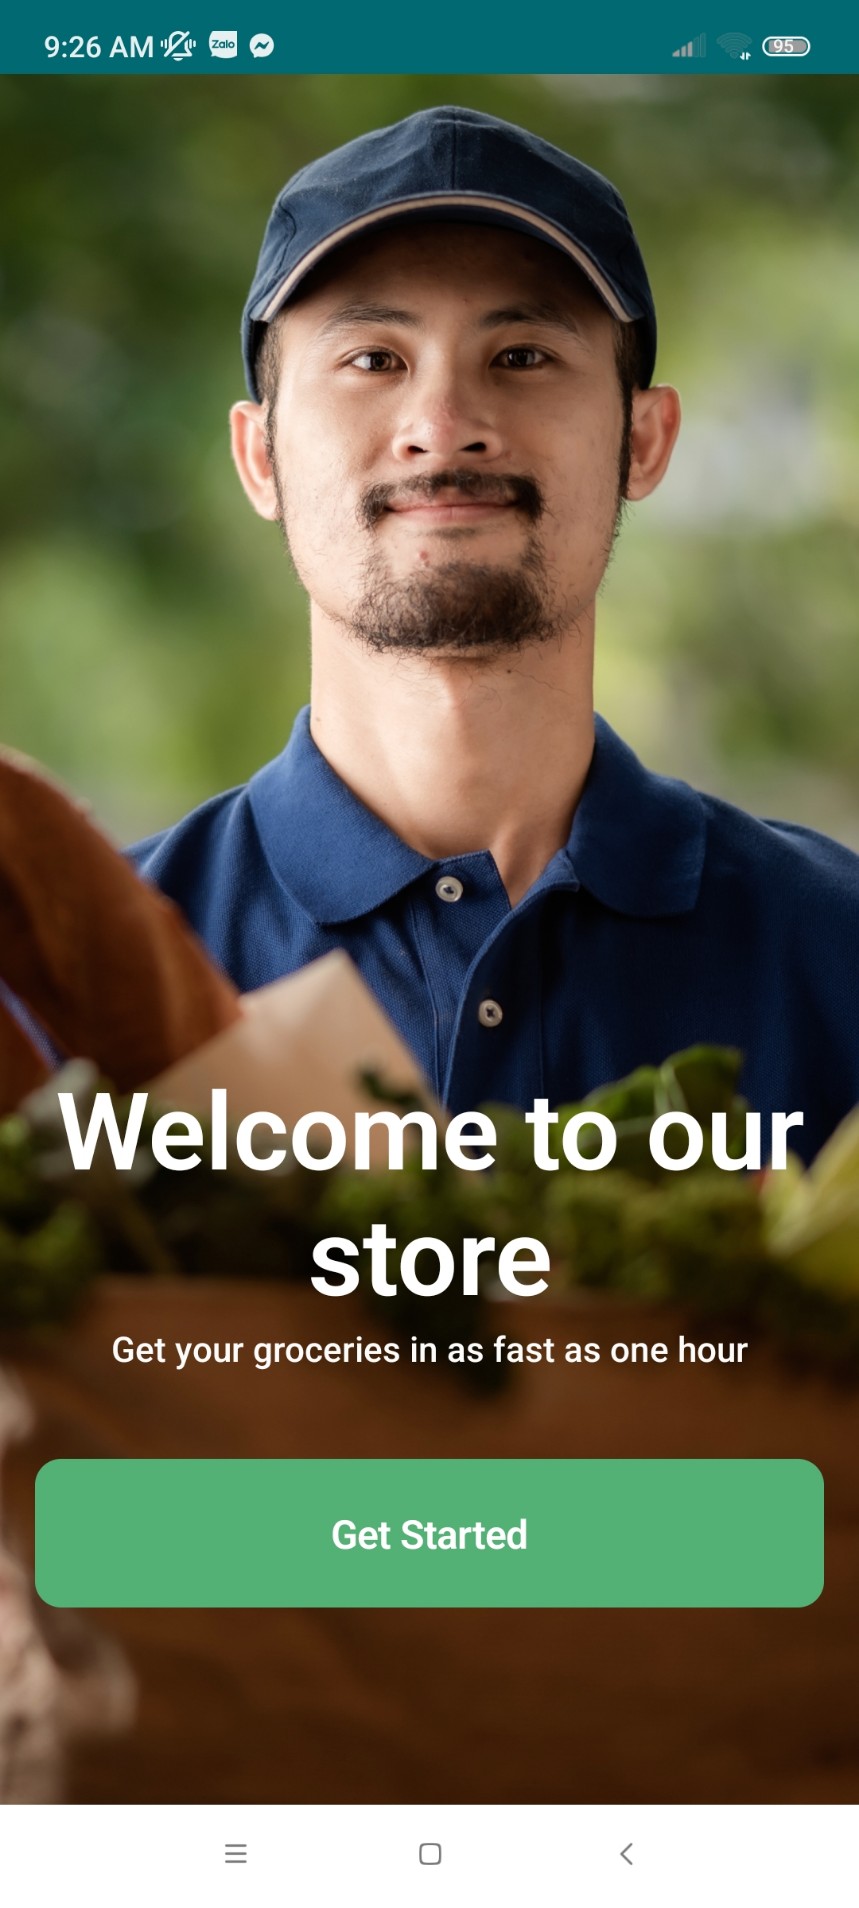 9:26 AM Zalo 95
Welcome to our
store
Get your groceries in as fast as one hour
Get Started